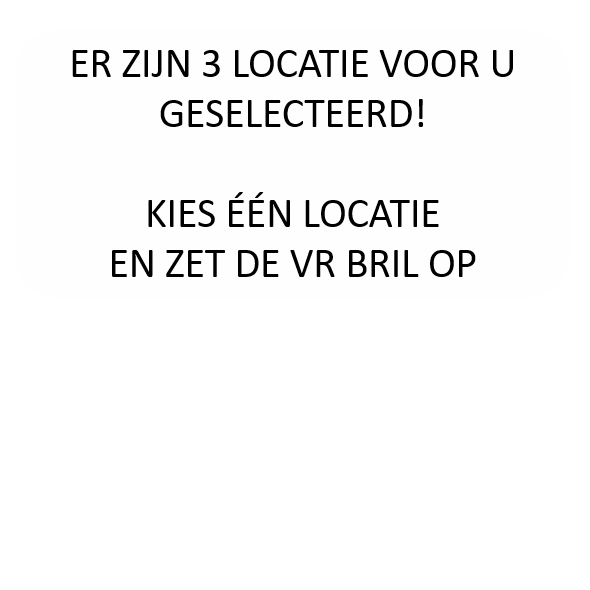 ER ZIJN 3 LOCATIE VOOR U
GESELECTEERD!
KIES ÉÉN LOCATIE
EN ZET DE VR BRIL OP